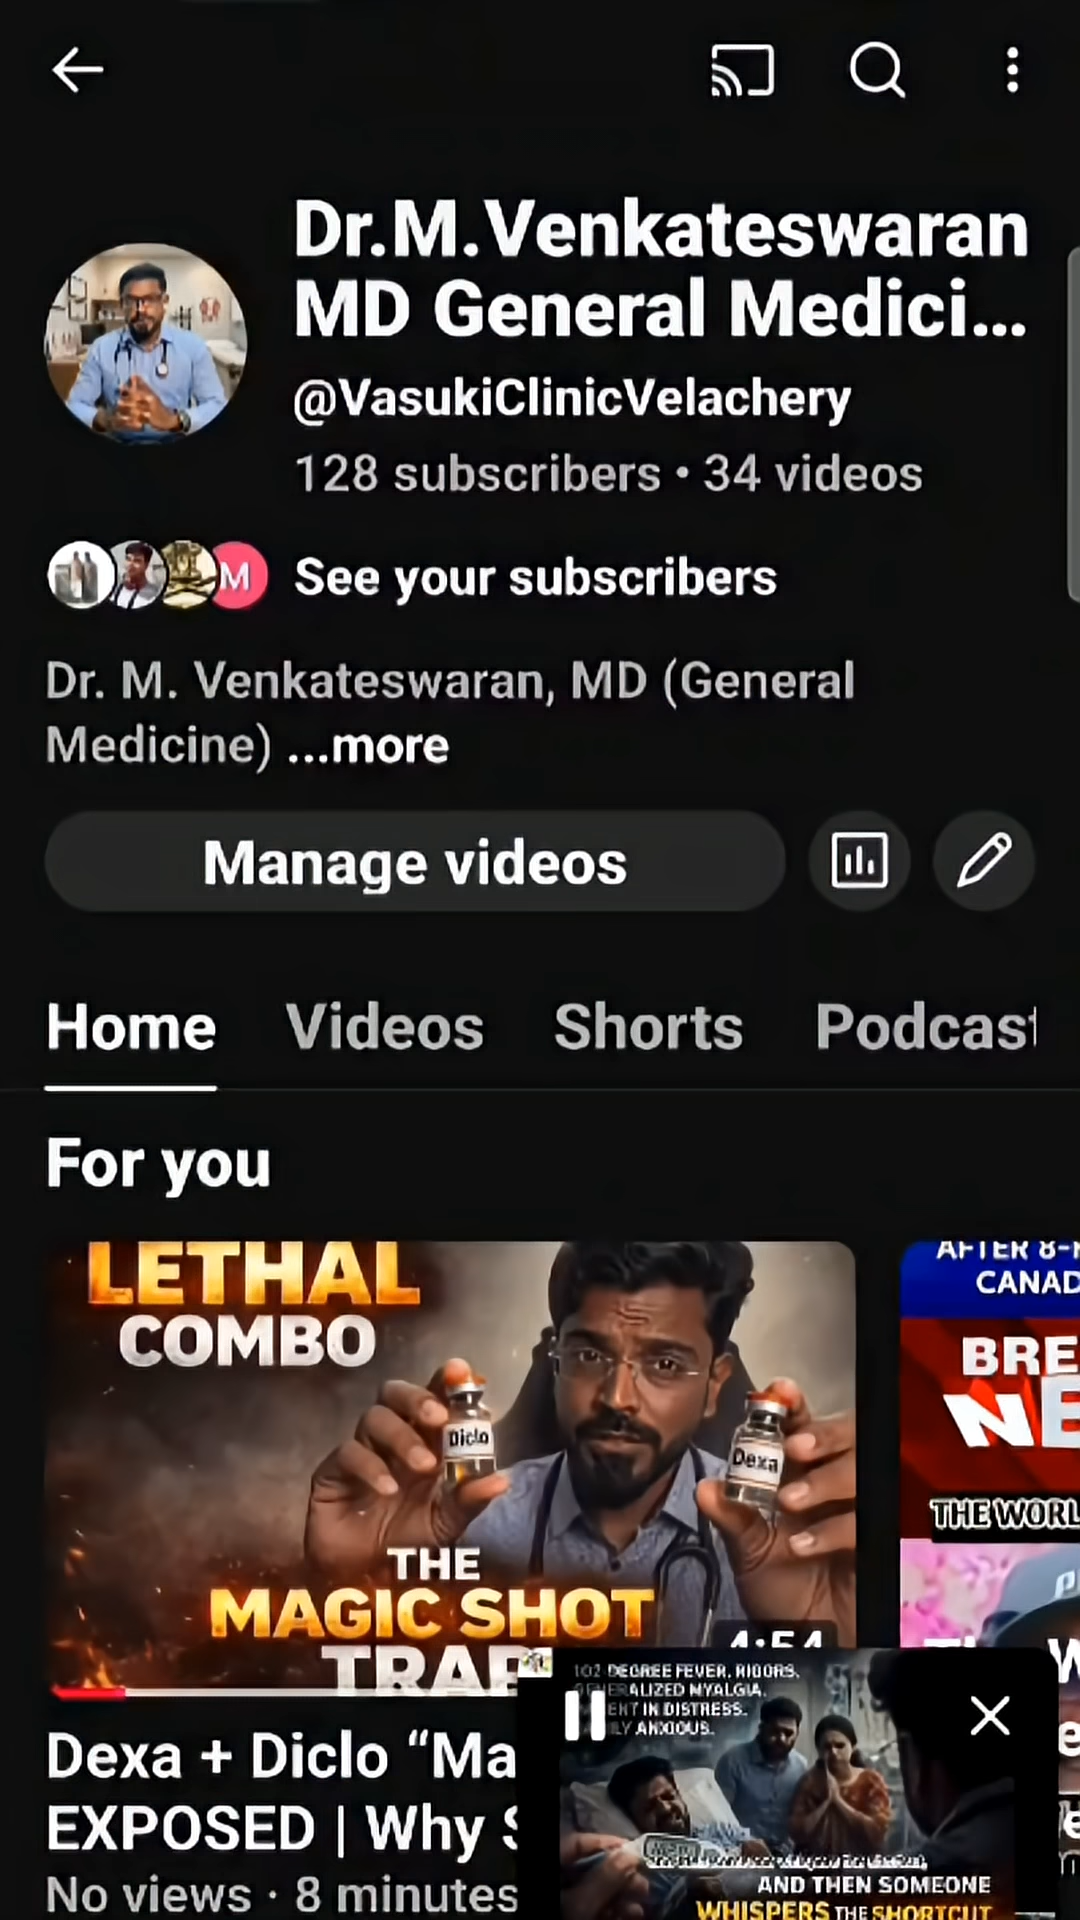 Dr.M.Venkateswaran
MD General Medici...
@VasukiClinicVelachery
128 subscribers • 34 videos
M
See your subscribers
Dr. M. Venkateswaran, MD (General
Medicine) ...more
Manage videos
Home Videos Shorts Podcast
For you
LETHAL
COMBO
Diclo
Dexa
THE
MAGIC SHOT
TRAP
4:54
AFTER 8-
CANAD
BRE
NE
THE WORL
102 DEGREE FEVER, RIGORS,
ALIZED MYALGIA.
ENT IN DISTRESS.
LY ANXIOUS.
AND THEN SOMEONE
WHISPERS THE SHORTCUT
Dexa + Diclo “Ma
EXPOSED | Why
No views · 8 minutes